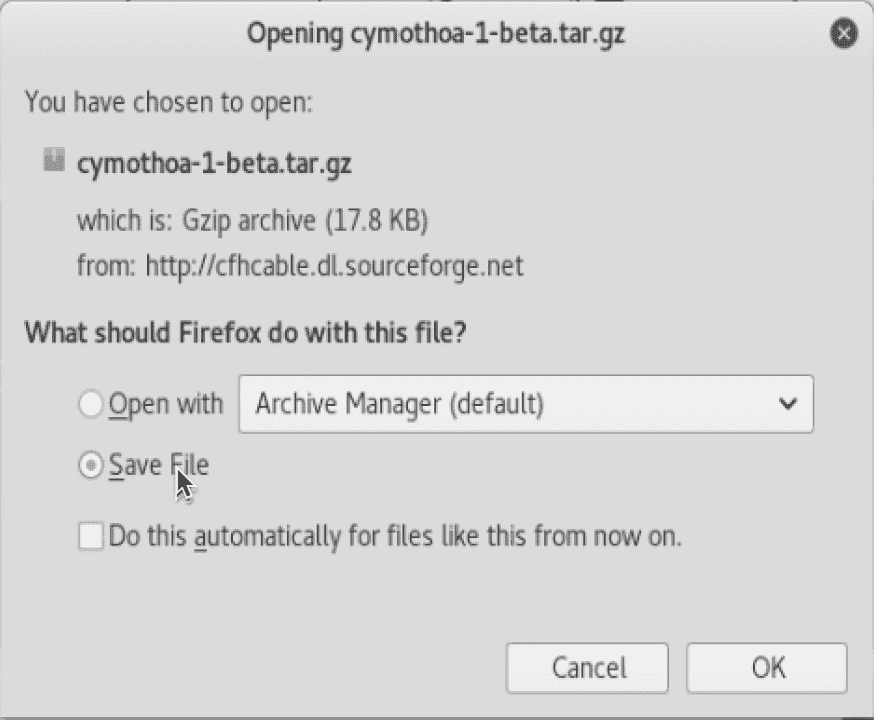 Opening cymothoa-1-beta.tar.gz
You have chosen to open:
cymothoa-1-beta.tar.gz
which is: Gzip archive (17.8 KB)
from: http://cfhcable.dl.sourceforge.net
What should Firefox do with this file?
Open with Archive Manager (default)
Save File
Do this automatically for files like this from now on.
Cancel OK